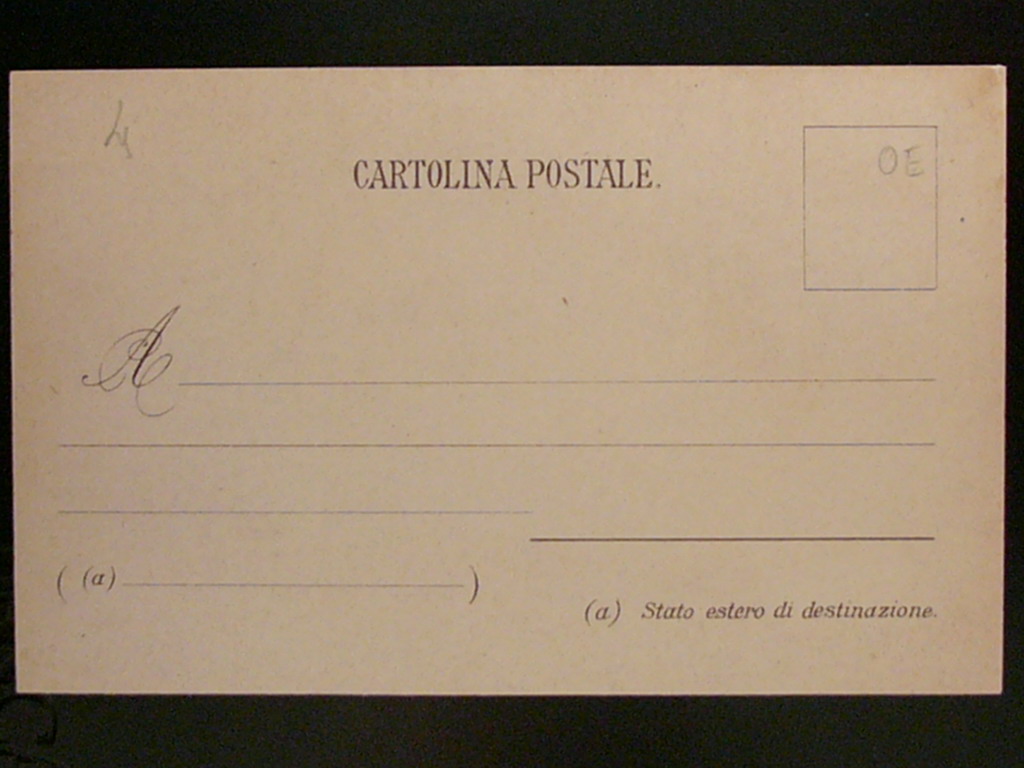 4
CARTOLINA POSTALE.
OE
A
( (a) )
(a) Stato estero di destinazione.